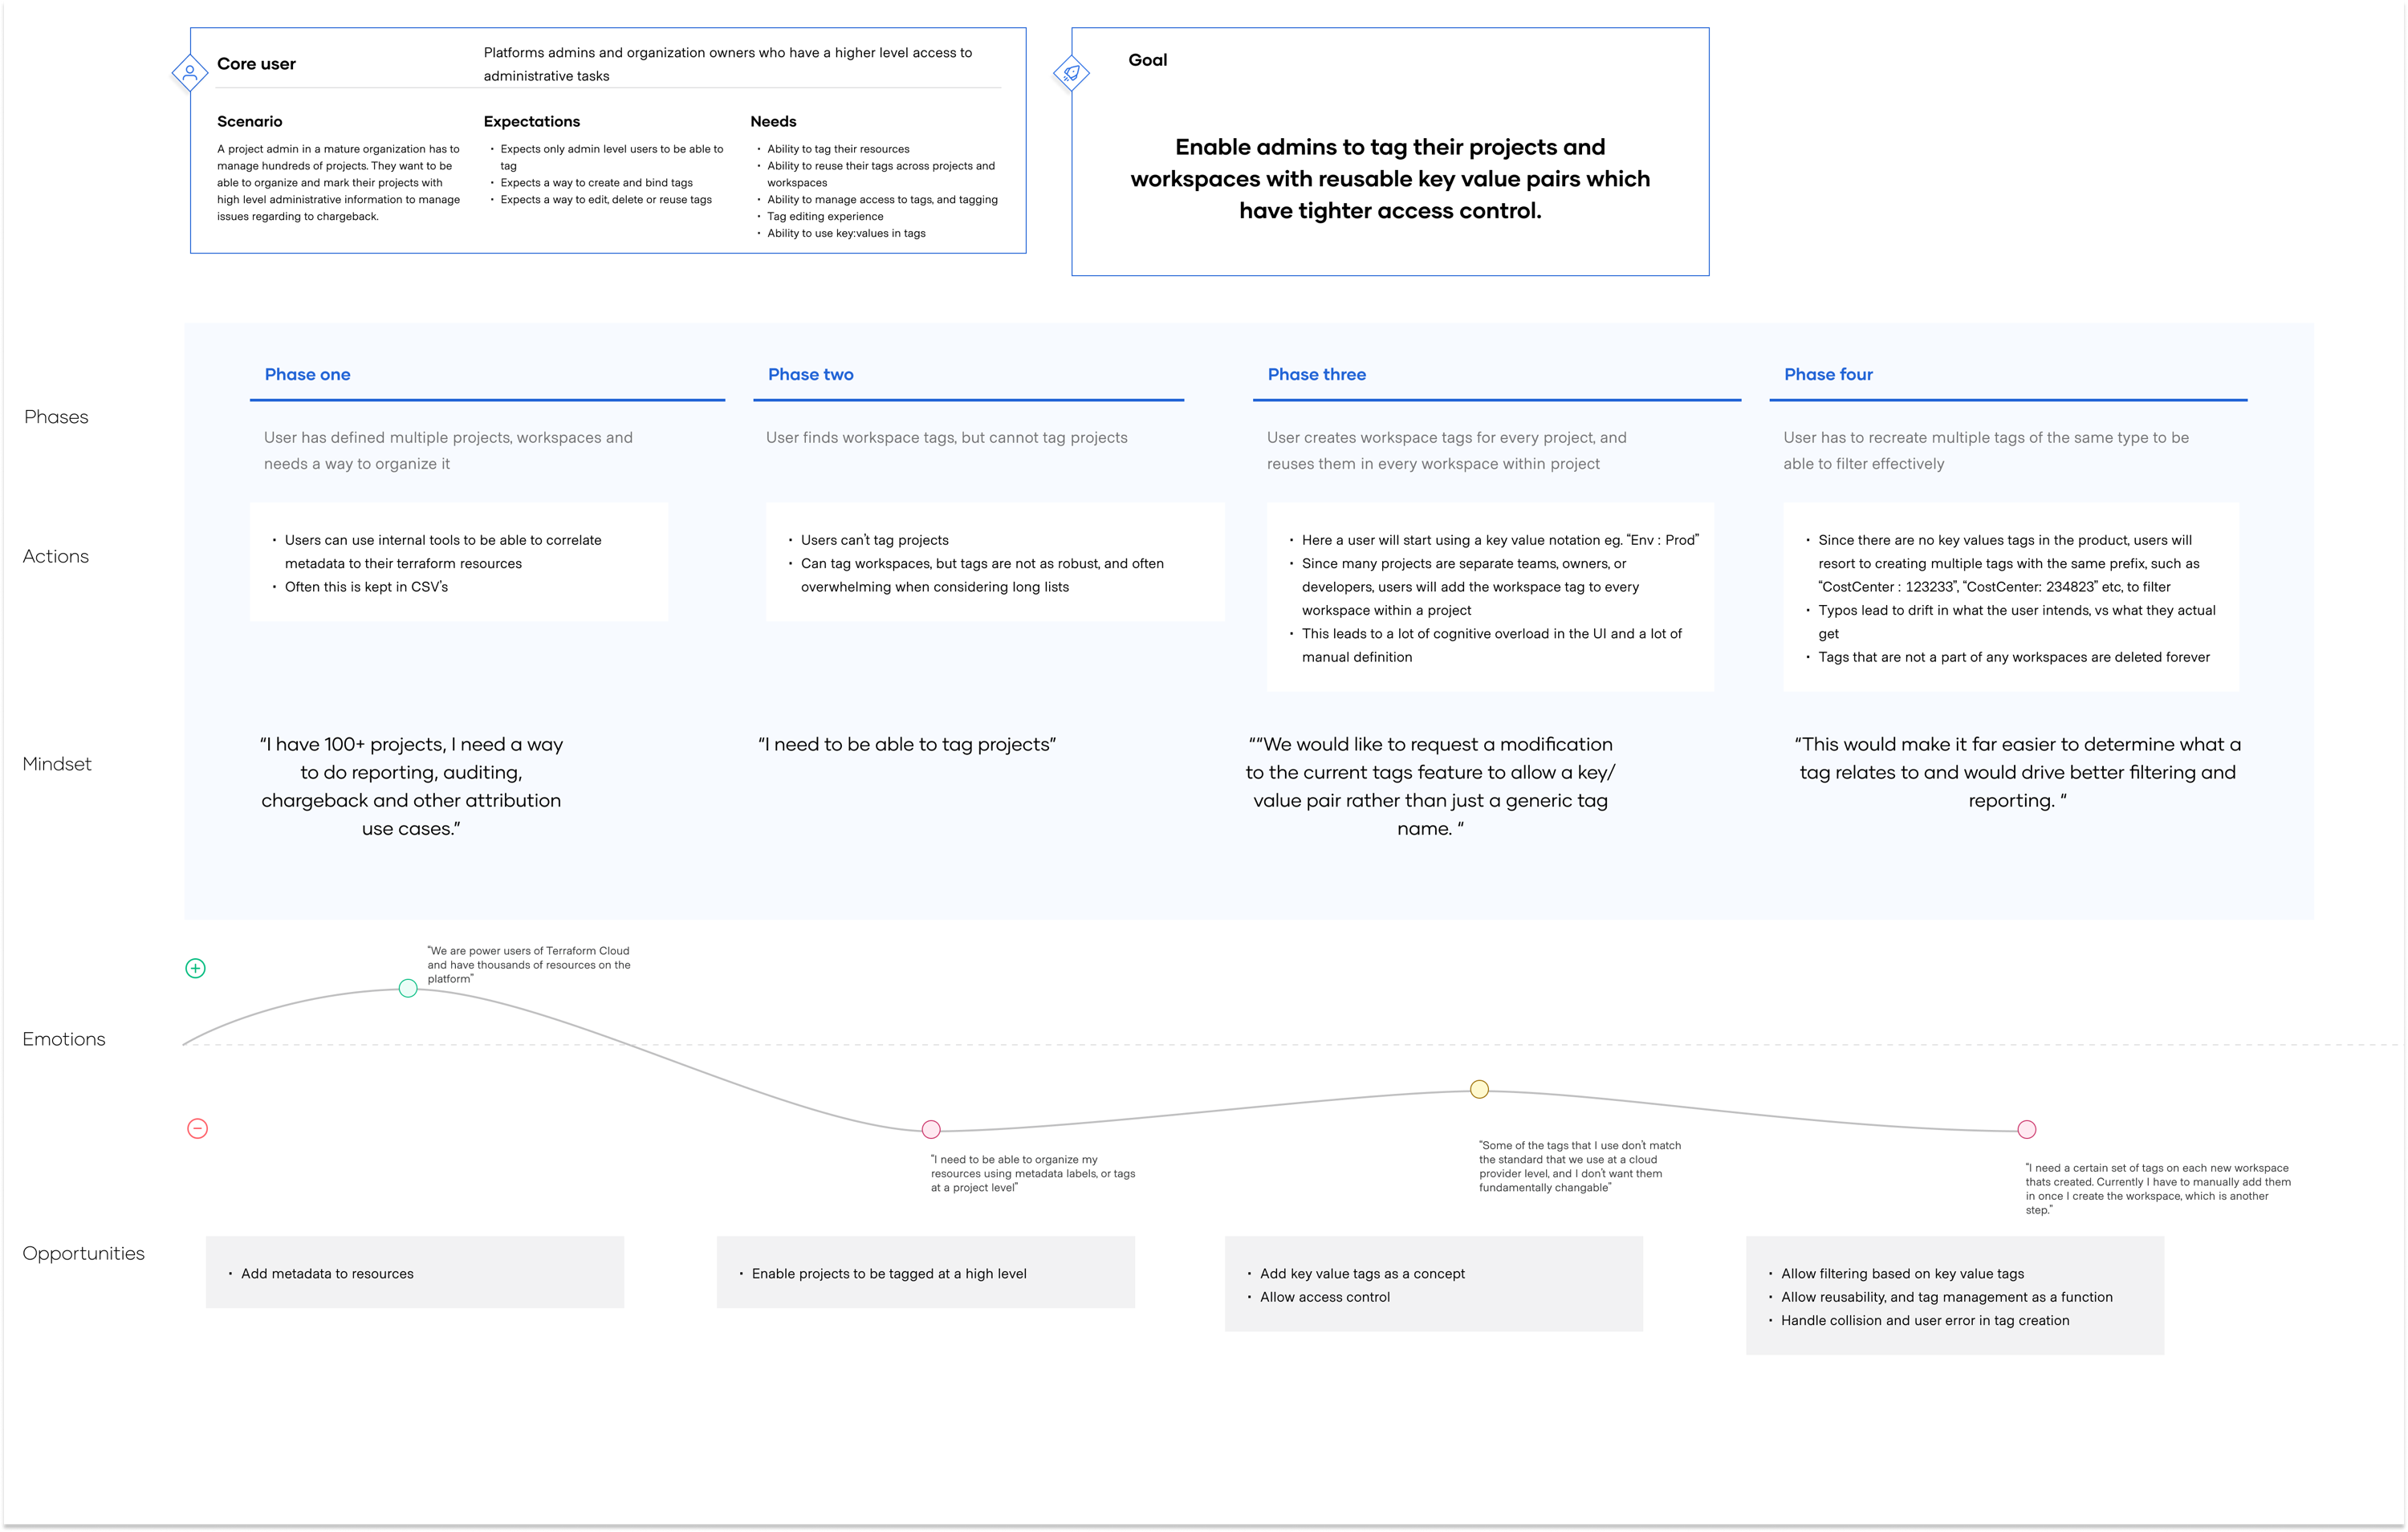 Core user
Platforms admins and organization owners who have a higher level access to
administrative tasks
Scenario
A project admin in a mature organization has to
manage hundreds of projects. They want to be
able to organize and mark their projects with
high level administrative information to manage
issues regarding to chargeback.
Expectations
• Expects only admin level users to be able to
tag
• Expects a way to create and bind tags
• Expects a way to edit, delete or reuse tags
Needs
• Ability to tag their resources
• Ability to reuse their tags across projects and
workspaces
• Ability to manage access to tags, and tagging
• Tag editing experience
• Ability to use key:values in tags
Goal
Enable admins to tag their projects and
workspaces with reusable key value pairs which
have tighter access control.
Phases
Phase one
User has defined multiple projects, workspaces and
needs a way to organize it
Phase two
User finds workspace tags, but cannot tag projects
Phase three
User creates workspace tags for every project, and
reuses them in every workspace within project
Phase four
User has to recreate multiple tags of the same type to be
able to filter effectively
Actions
• Users can use internal tools to be able to correlate
metadata to their terraform resources
• Often this is kept in CSV's
• Users can't tag projects
• Can tag workspaces, but tags are not as robust, and often
overwhelming when considering long lists
• Here a user will start using a key value notation eg. “Env : Prod”
• Since many projects are separate teams, owners, or
developers, users will add the workspace tag to every
workspace within a project
• This leads to a lot of cognitive overload in the UI and a lot of
manual definition
• Since there are no key values tags in the product, users will
resort to creating multiple tags with the same prefix, such as
“CostCenter : 123233”, “CostCenter: 234823” etc, to filter
• Typos lead to drift in what the user intends, vs what they actual
get
• Tags that are not a part of any workspaces are deleted forever
Mindset
“I have 100+ projects, I need a way
to do reporting, auditing,
chargeback and other attribution
use cases.”
“I need to be able to tag projects”
““We would like to request a modification
to the current tags feature to allow a key/
value pair rather than just a generic tag
name. “
“This would make it far easier to determine what a
tag relates to and would drive better filtering and
reporting. “
Emotions
“We are power users of Terraform Cloud
and have thousands of resources on the
platform”
“I need to be able to organize my
resources using metadata labels, or tags
at a project level”
“Some of the tags that I use don't match
the standard that we use at a cloud
provider level, and I don't want them
fundamentally changable”
“I need a certain set of tags on each new workspace
thats created. Currently I have to manually add them
in once I create the workspace, which is another
step.”
Opportunities
• Add metadata to resources
• Enable projects to be tagged at a high level
• Add key value tags as a concept
• Allow access control
• Allow filtering based on key value tags
• Allow reusability, and tag management as a function
• Handle collision and user error in tag creation